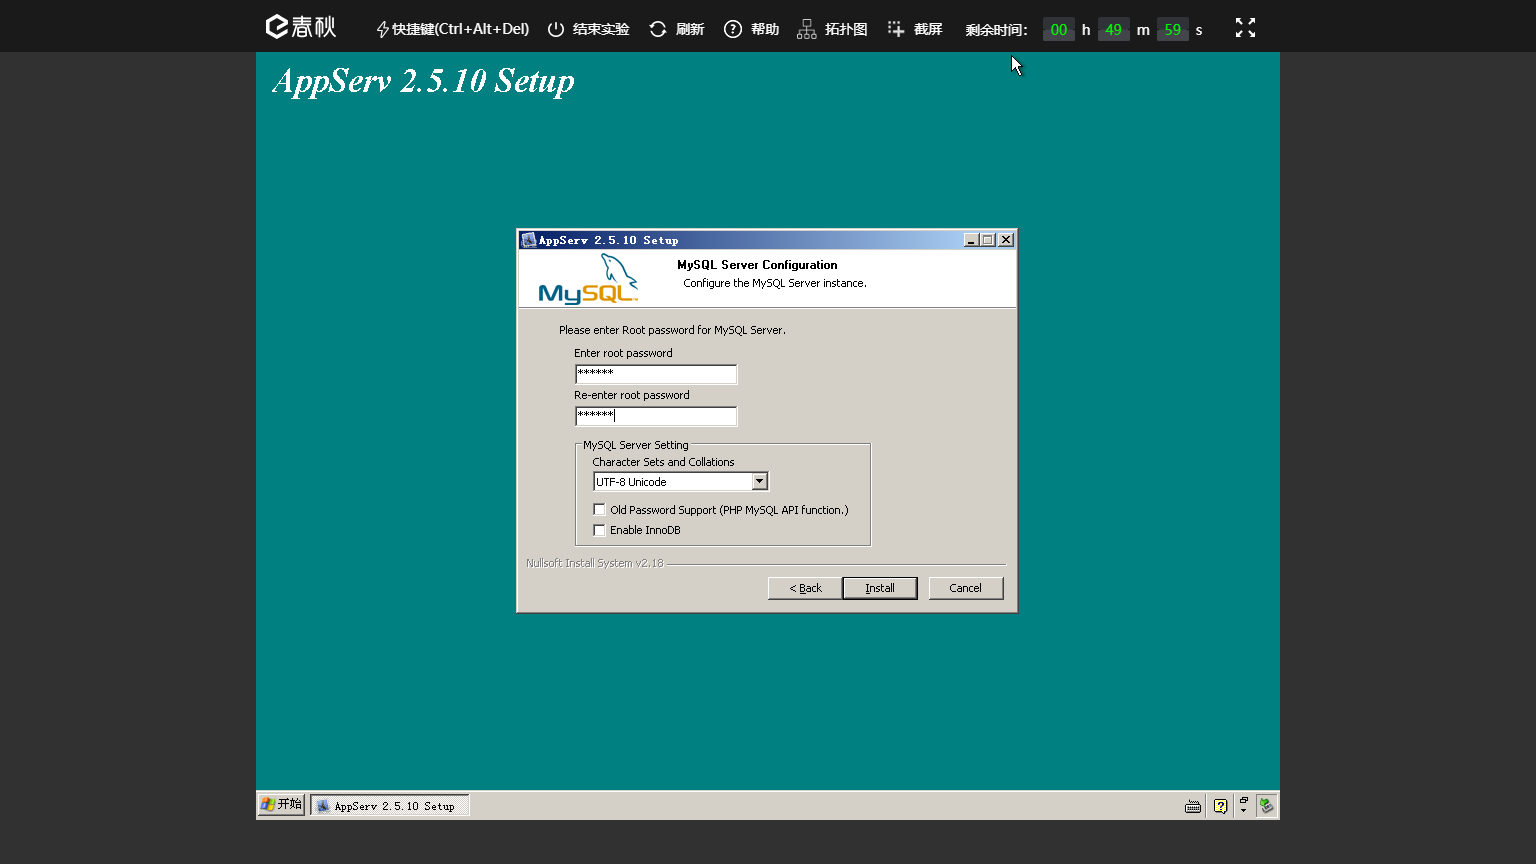 春秋 快捷键(Ctrl+Alt+Del) 结束实验 刷新 帮助 拓扑图 截屏 剩余时间: 00 h 49 m 59 s
AppServ 2.5.10 Setup
AppServ 2.5.10 Setup
MySQL Server Configuration
Configure the MySQL Server instance.
MySQL
Please enter Root password for MySQL Server.
Enter root password
******
Re-enter root password
******
MySQL Server Setting
Character Sets and Collations
UTF-8 Unicode
Old Password Support (PHP MySQL API function.)
Enable InnoDB
Nullsoft Install System v2.18
< Back Install Cancel
开始 AppServ 2.5.10 Setup